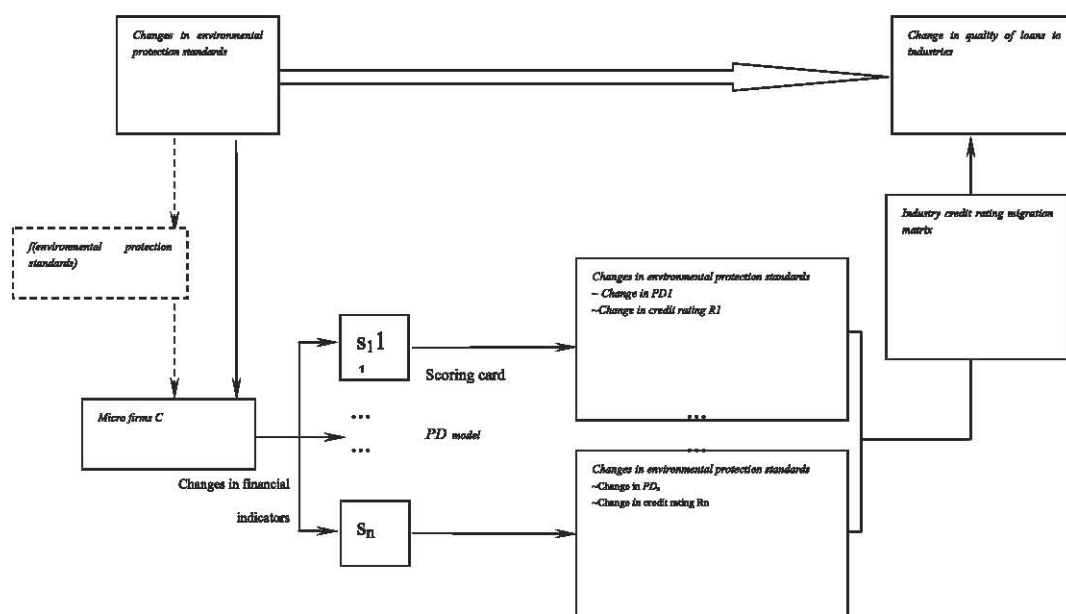 Changes in environmental
protection standards
Change in quality of loans to
industries
f(environmental protection
standards)
Industry credit rating migration
matrix
Changes in environmental protection standards
~ Change in PD1
~Change in credit rating R1
s₁1
1
Scoring card
...
...
Micro firms C
...
PD model
...
...
Changes in financial
indicators
Changes in environmental protection standards
~Change in PDₙ
~Change in credit rating Rn
sₙ